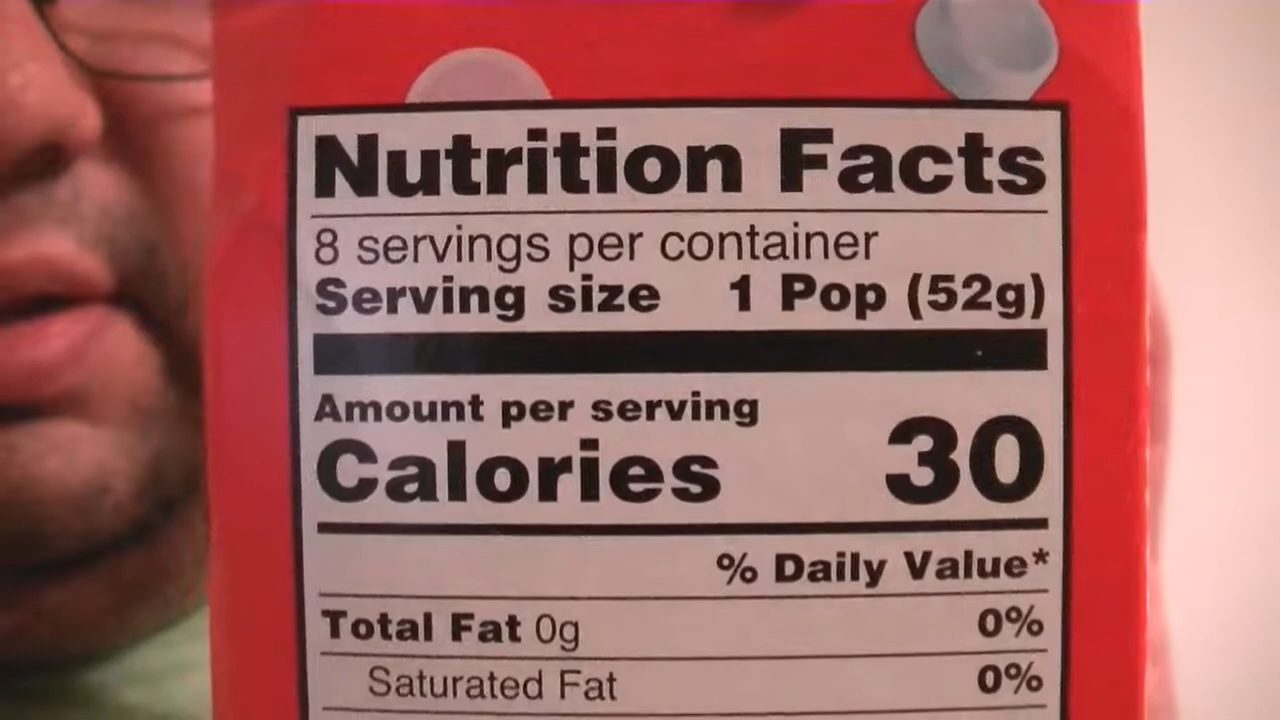 Nutrition Facts
8 servings per container
Serving size 1 Pop (52g)
Amount per serving
Calories 30
% Daily Value*
Total Fat 0g 0%
Saturated Fat 0%